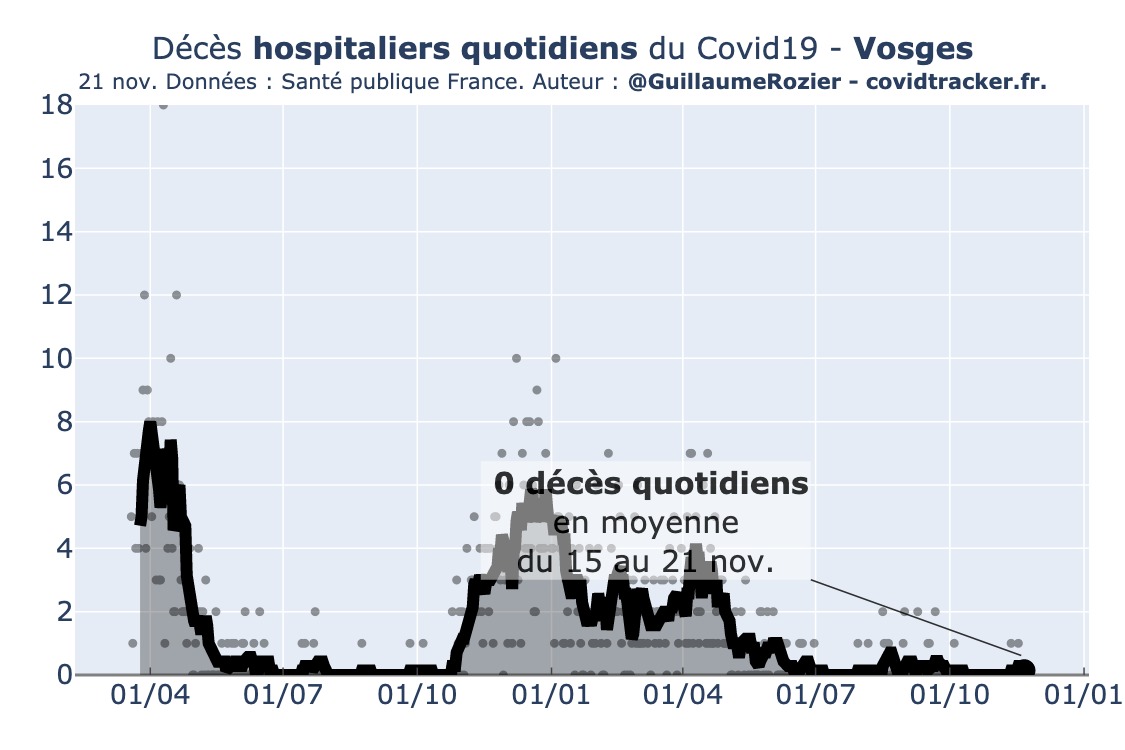 Décès hospitaliers quotidiens du Covid19 - Vosges
21 nov. Données : Santé publique France. Auteur : @GuillaumeRozier - covidtracker.fr.
18
16
14
12
10
8
6
4
2
0
0 décès quotidiens
en moyenne
du 15 au 21 nov.
01/04 01/07 01/10 01/01 01/04 01/07 01/10 01/01